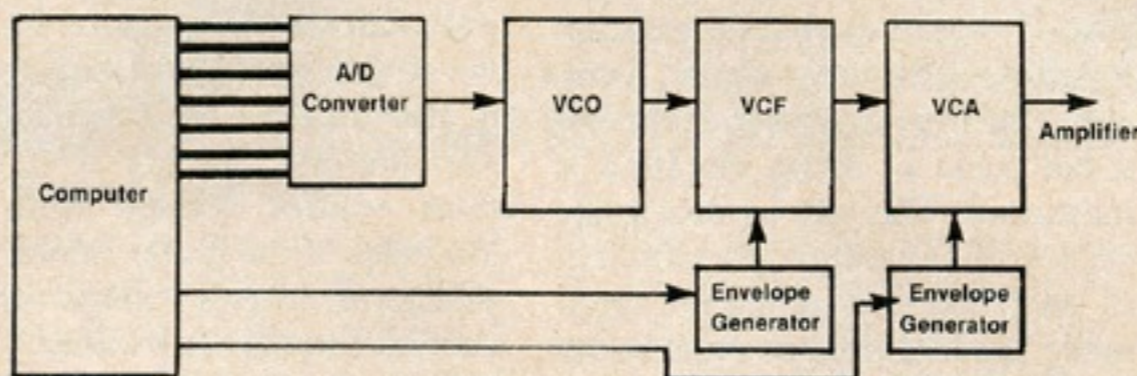 A/D
Converter
VCO
VCF
VCA
Amplifier
Computer
Envelope
Generator
Envelope
Generator